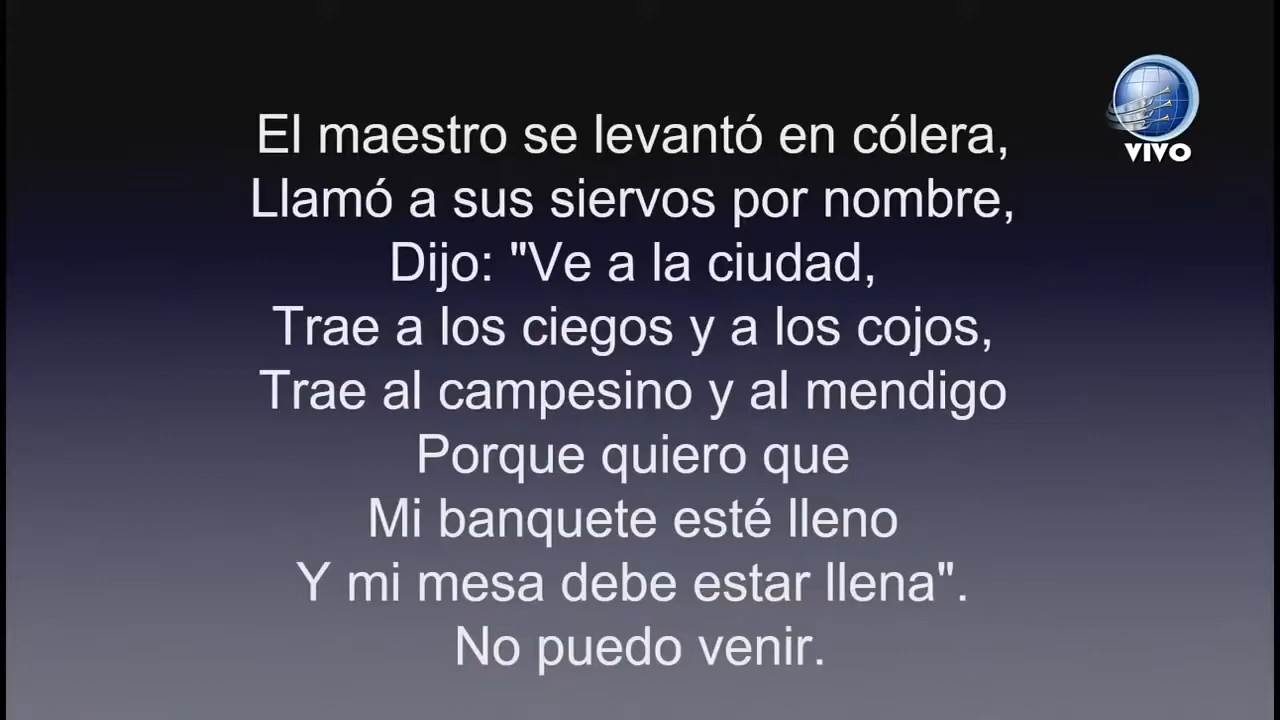 El maestro se levantó en cólera,
Llamó a sus siervos por nombre,
Dijo: "Ve a la ciudad,
Trae a los ciegos y a los cojos,
Trae al campesino y al mendigo
Porque quiero que
Mi banquete esté lleno
Y mi mesa debe estar llena".
No puedo venir.
VIVO